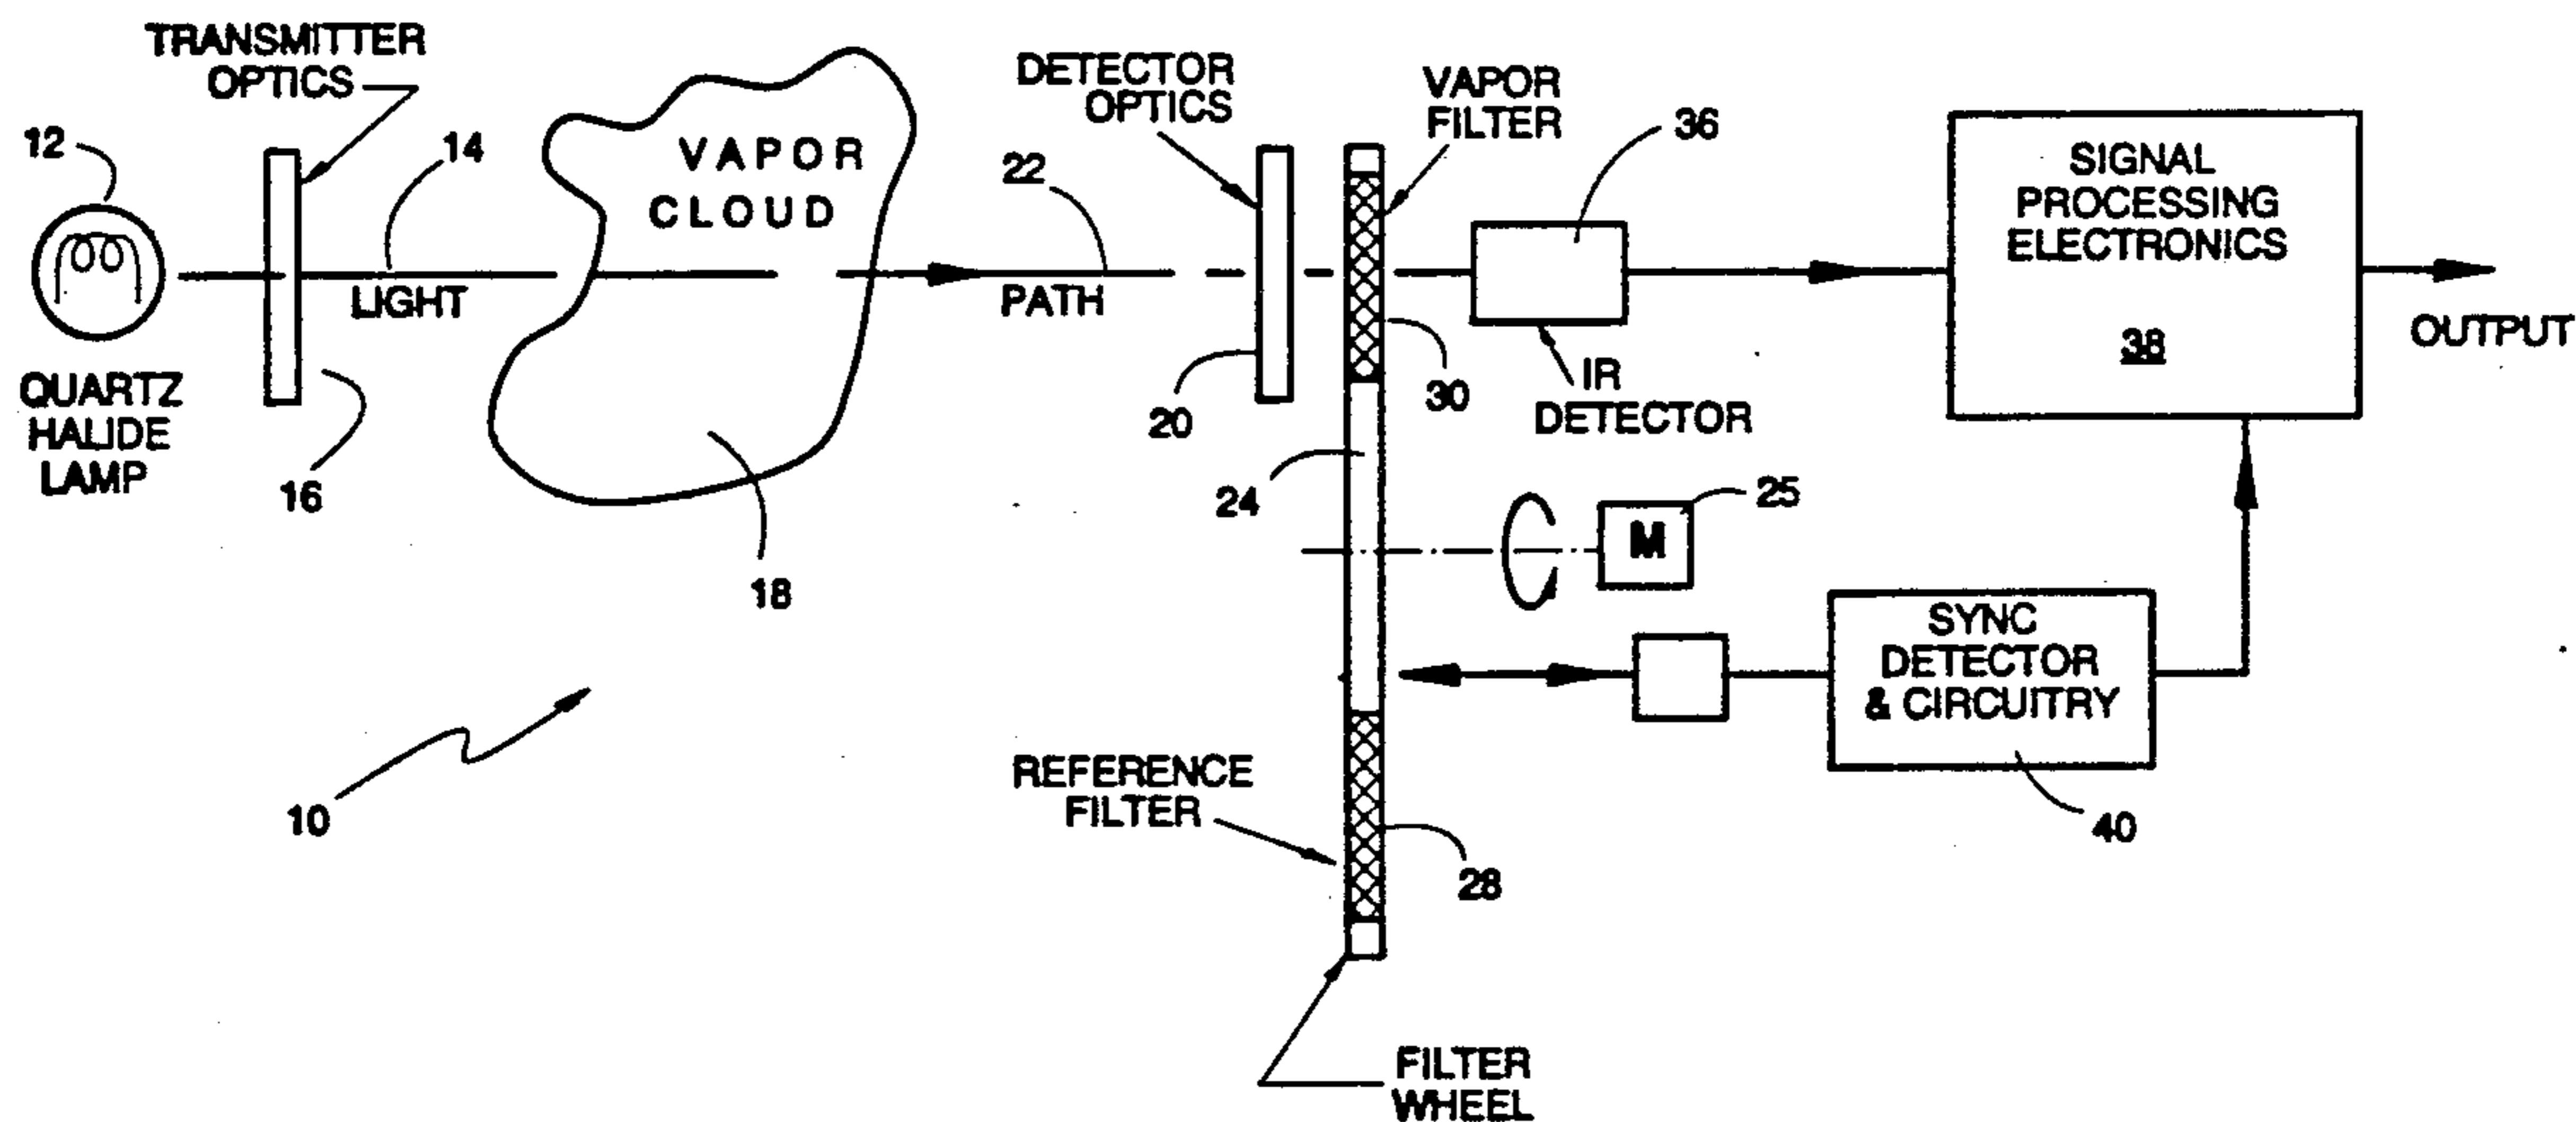 TRANSMITTER
OPTICS
12
14
QUARTZ
HALIDE
LAMP
16
LIGHT
VAPOR
CLOUD
18
10
22
PATH
DETECTOR
OPTICS
20
VAPOR
FILTER
30
24
36
IR
DETECTOR
M
25
REFERENCE
FILTER
28
FILTER
WHEEL
SIGNAL
PROCESSING
ELECTRONICS
38
OUTPUT
SYNC
DETECTOR
& CIRCUITRY
40